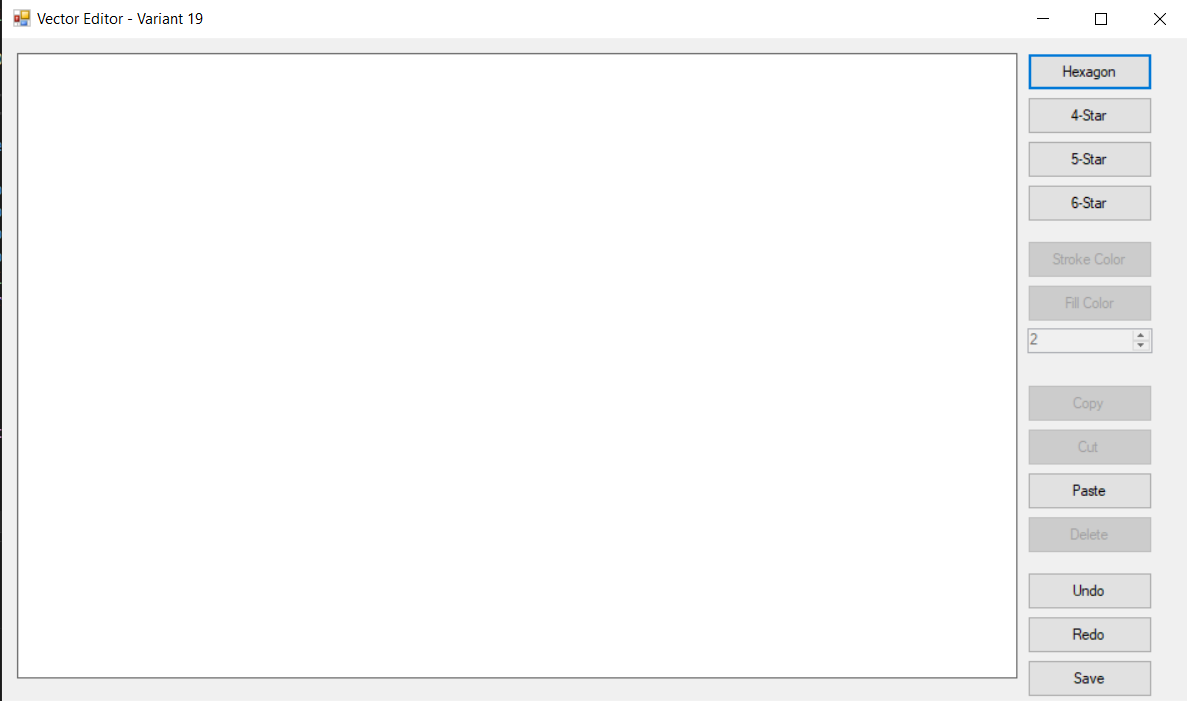 Vector Editor - Variant 19
Hexagon
4-Star
5-Star
6-Star
Stroke Color
Fill Color
2
Copy
Cut
Paste
Delete
Undo
Redo
Save